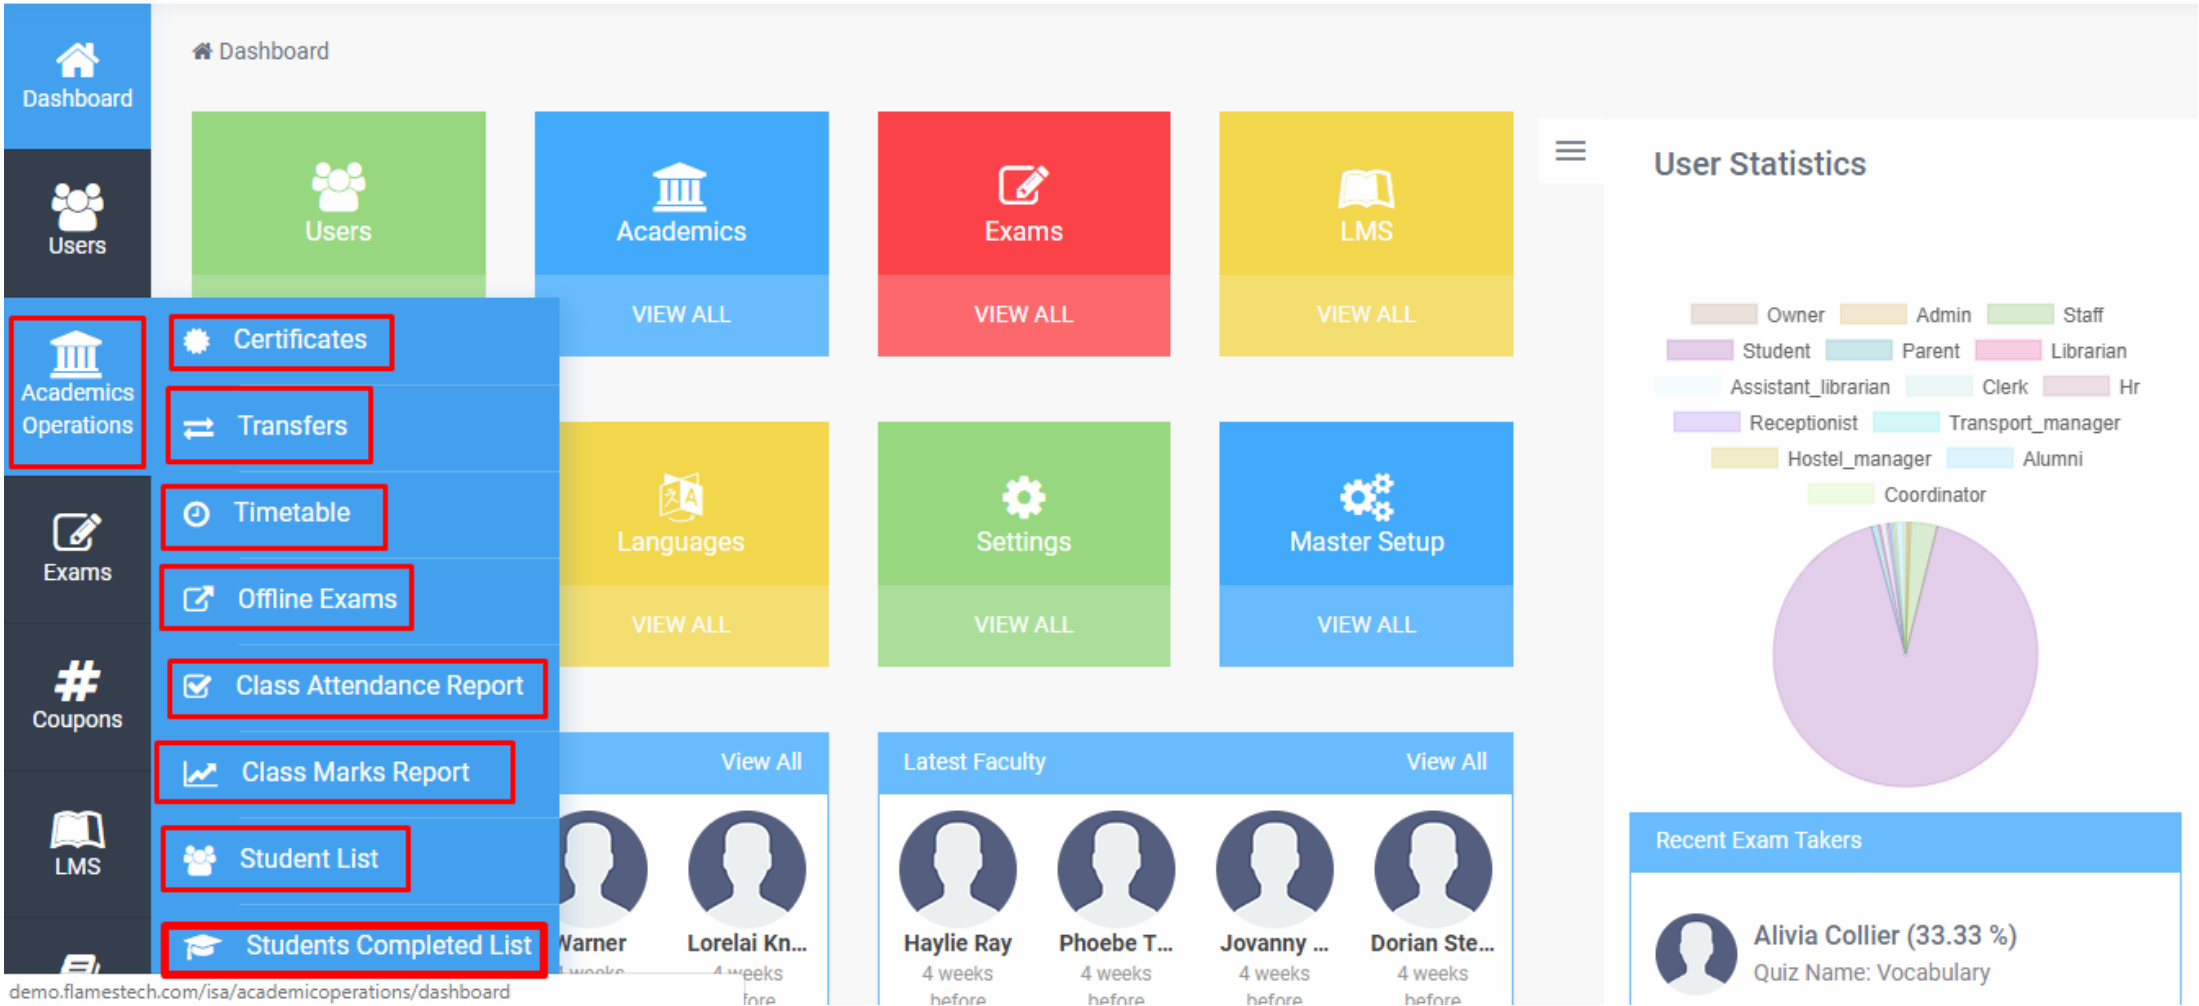 Dashboard
Users
Academics
Operations
Exams
Coupons
LMS
Dashboard
Users
Academics
VIEW ALL
Exams
VIEW ALL
LMS
VIEW ALL
Certificates
Transfers
Timetable
Offline Exams
Class Attendance Report
Class Marks Report
Student List
Students Completed List
Languages
VIEW ALL
Settings
VIEW ALL
Master Setup
VIEW ALL
View All
Warner
Lorelai Kn...
4 weeks
Latest Faculty View All
Haylie Ray Phoebe T... Jovanny ... Dorian Ste...
4 weeks 4 weeks 4 weeks 4 weeks
before before before before
User Statistics
Owner Admin Staff
Student Parent Librarian
Assistant_librarian Clerk Hr
Receptionist Transport_manager
Hostel_manager Alumni
Coordinator
Recent Exam Takers
Alivia Collier (33.33 %)
Quiz Name: Vocabulary
demo.flamestech.com/isa/academicoperations/dashboard